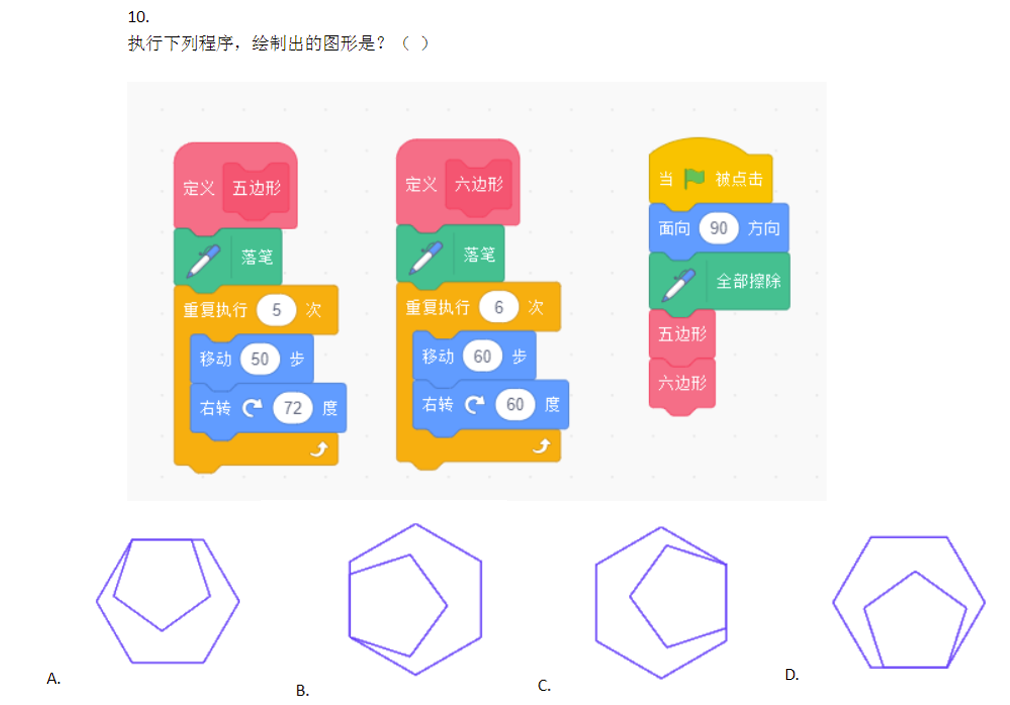 10.
执行下列程序，绘制出的图形是？（ ）
定义 五边形
落笔
重复执行 5 次
移动 50 步
右转 72 度
定义 六边形
落笔
重复执行 6 次
移动 60 步
右转 60 度
当 被点击
面向 90 方向
全部擦除
五边形
六边形
A.
B.
C.
D.